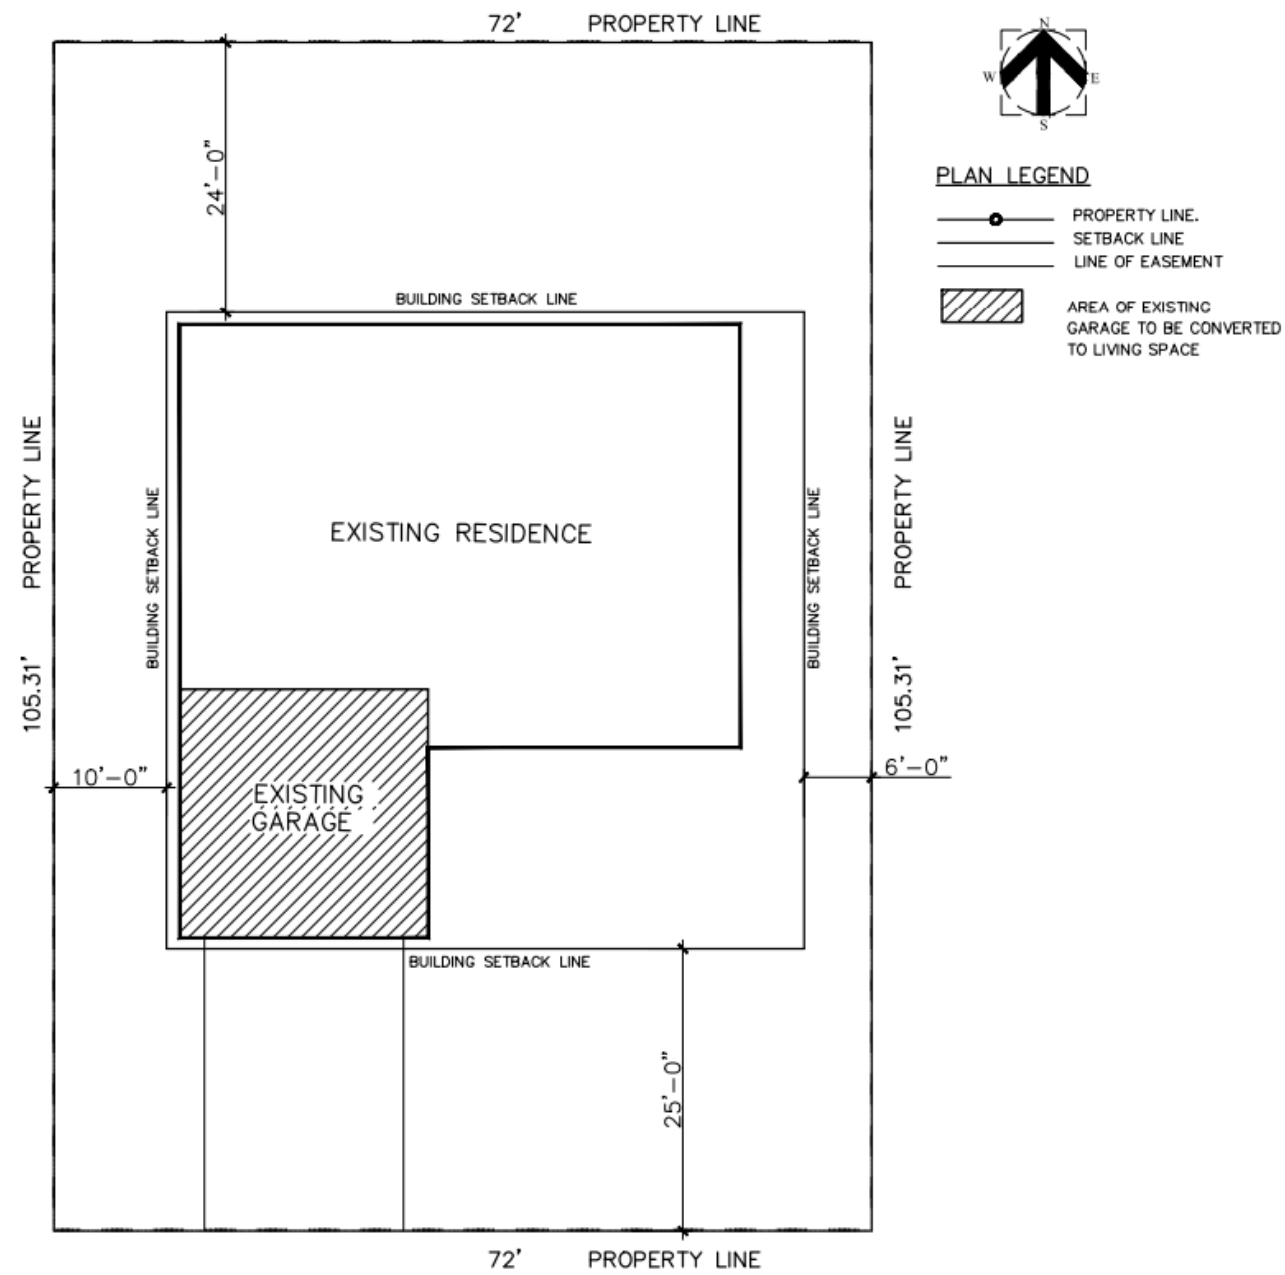 72' PROPERTY LINE
N
W E
S
24'-0"
PLAN LEGEND
PROPERTY LINE.
SETBACK LINE
LINE OF EASEMENT
AREA OF EXISTING
GARAGE TO BE CONVERTED
TO LIVING SPACE
BUILDING SETBACK LINE
105.31' PROPERTY LINE
BUILDING SETBACK LINE
EXISTING RESIDENCE
BUILDING SETBACK LINE
105.31' PROPERTY LINE
10'-0"
EXISTING
GARAGE
6'-0"
BUILDING SETBACK LINE
25'-0"
72' PROPERTY LINE